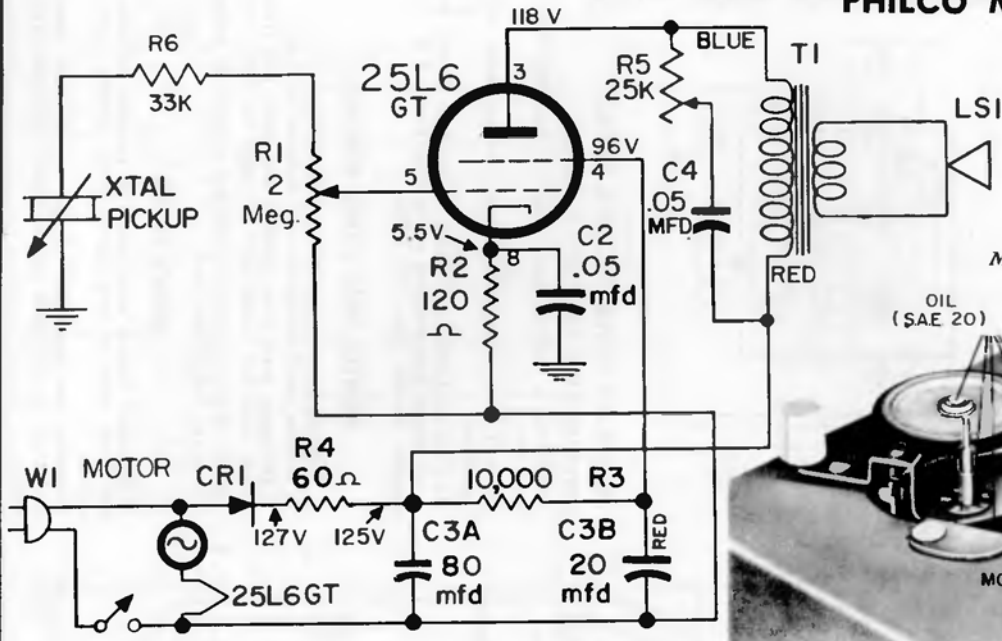 PHILCO
118 V
BLUE
T1
R6
33K
25L6
GT
3
R5
25K
LS1
R1
2
Meg.
XTAL
PICKUP
5
96V
4
C4
.05
MFD
5.5V
8
R2
120
Ω
C2
.05
mfd
RED
OIL
(S.A.E 20)
W1
MOTOR
CR1
R4
60Ω
10,000
R3
127V
125V
C3A
80
mfd
C3B
20
mfd
RED
25L6GT